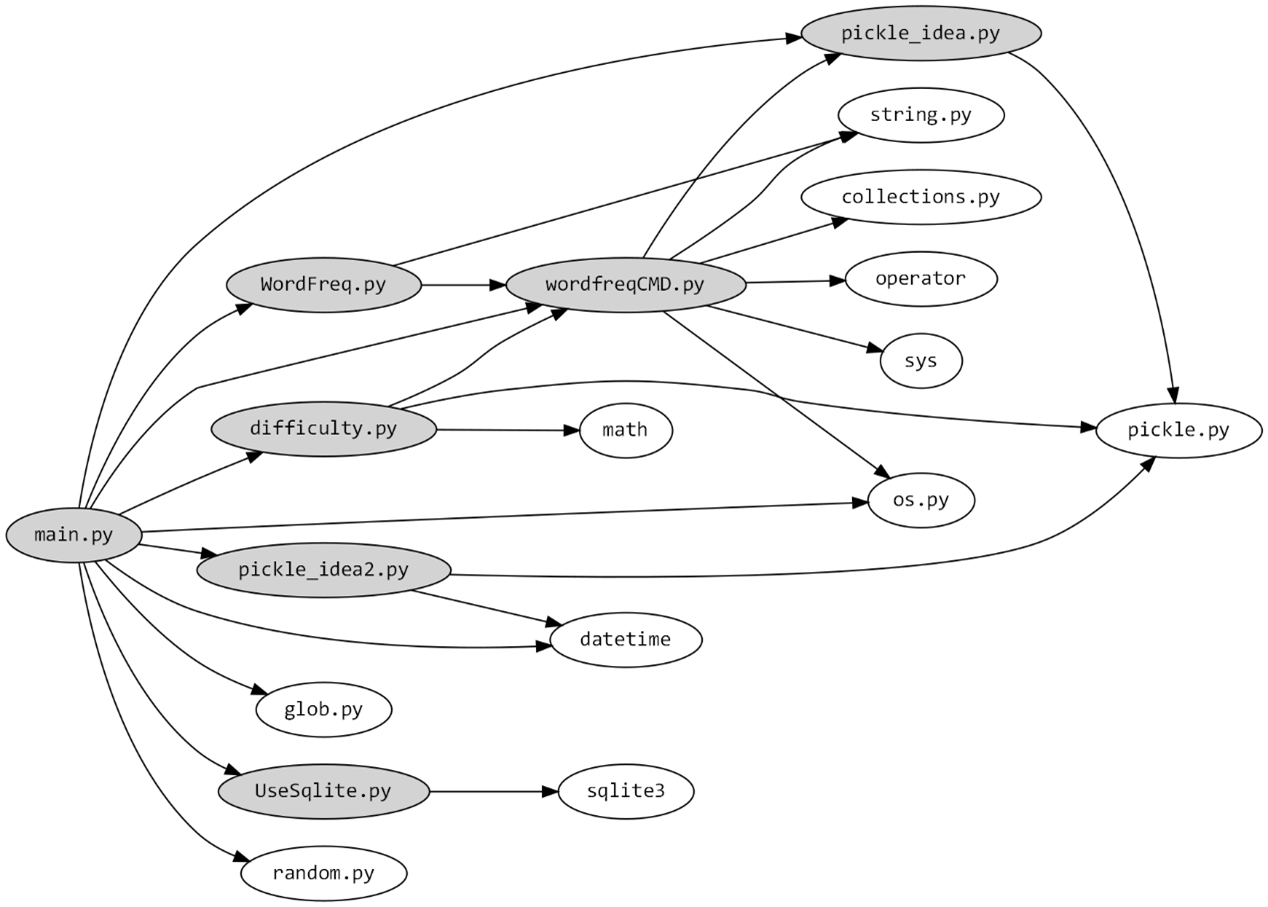 pickle_idea.py
string.py
collections.py
WordFreq.py
wordfreqCMD.py
operator
sys
difficulty.py
math
pickle.py
os.py
main.py
pickle_idea2.py
datetime
glob.py
UseSqlite.py
sqlite3
random.py